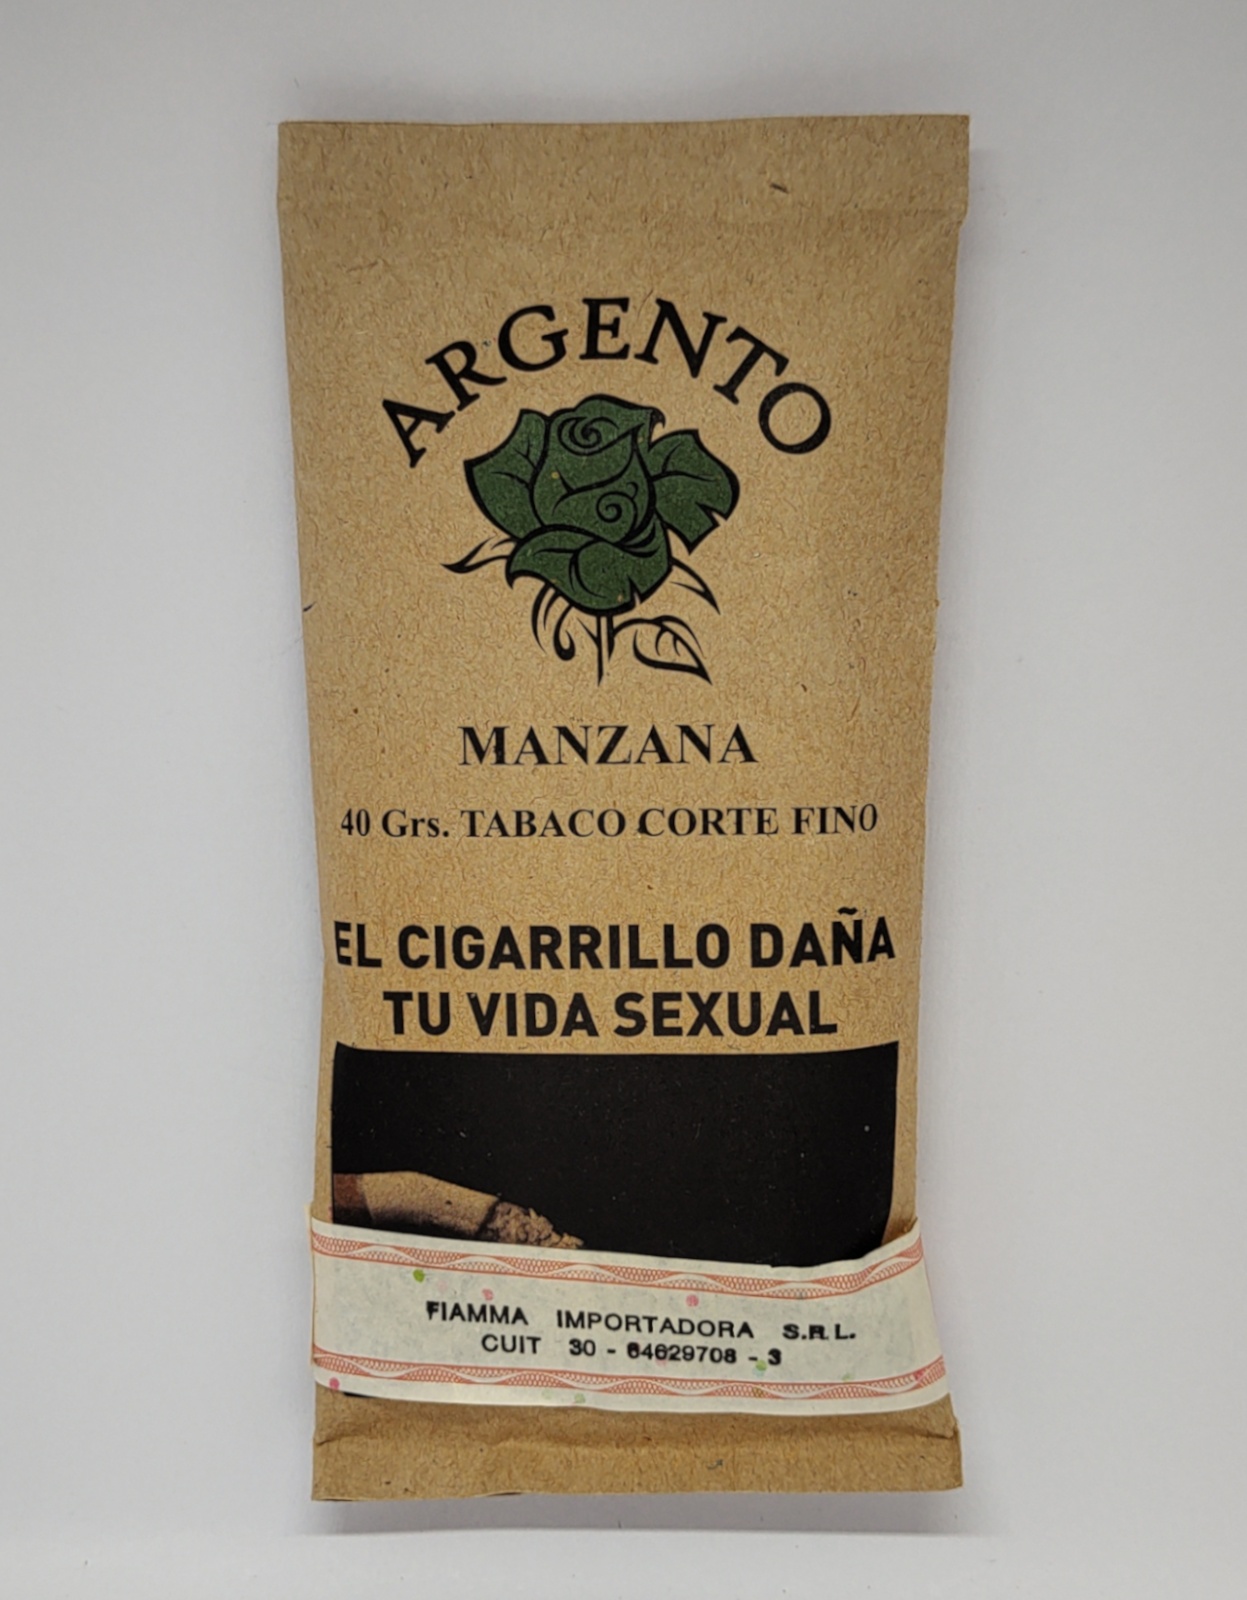 ARGENTO
MANZANA
40 Grs. TABACO CORTE FINO
EL CIGARRILLO DAÑA
TU VIDA SEXUAL
FIAMMA IMPORTADORA S.R.L.
CUIT 30 - 64629708 - 3